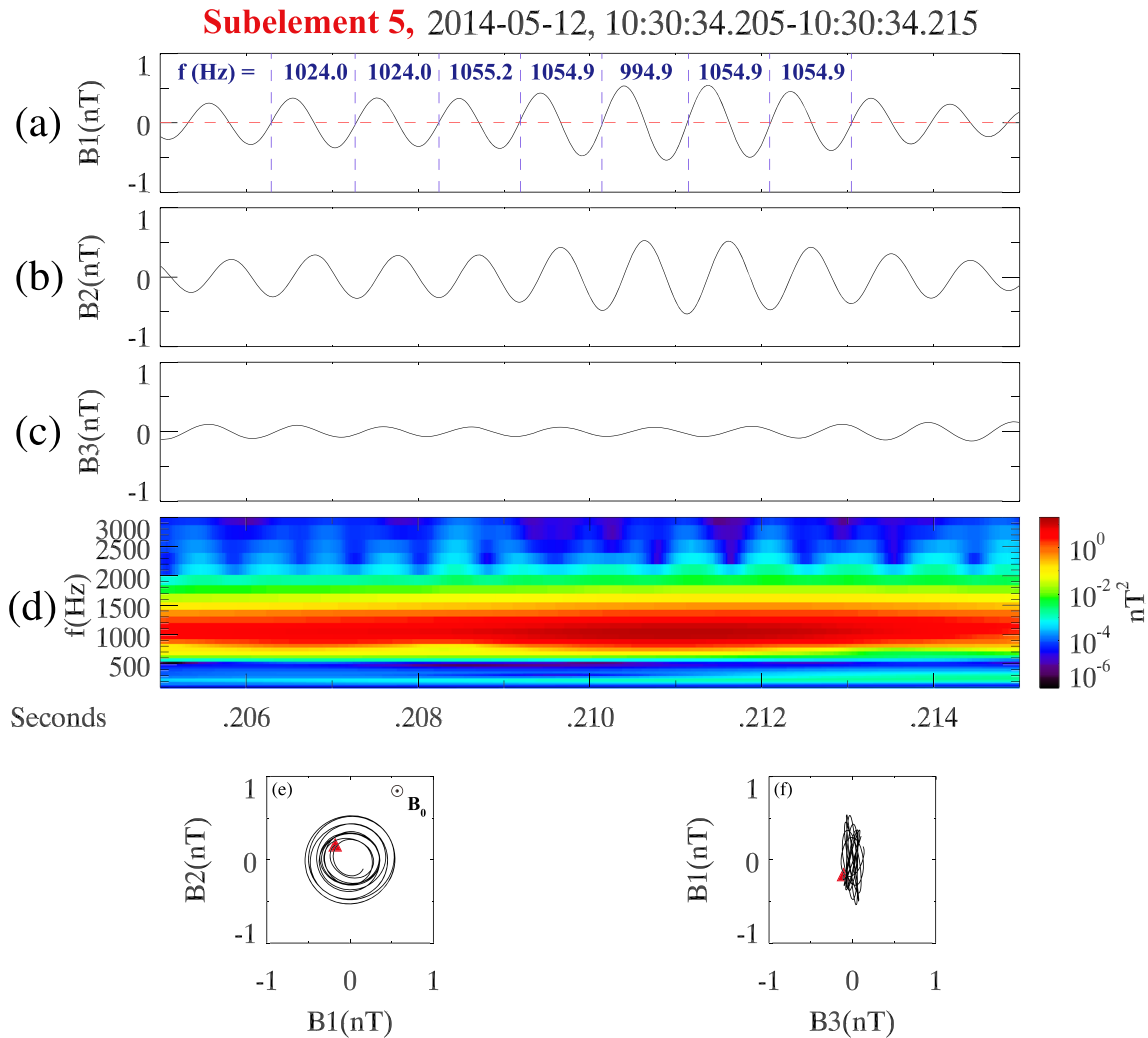 Subelement 5, 2014-05-12, 10:30:34.205-10:30:34.215
(a)
B1(nT)
1
0
-1
f (Hz) = 1024.0 1024.0 1055.2 1054.9 994.9 1054.9 1054.9
(b)
B2(nT)
1
0
-1
(c)
B3(nT)
1
0
-1
(d)
f(Hz)
3000
2500
2000
1500
1000
500
10^0
10^-2
10^-4
10^-6
nT^2
Seconds .206 .208 .210 .212 .214
(e)
B0
B2(nT)
1
0
-1
-1 0 1
B1(nT)
(f)
B1(nT)
1
0
-1
-1 0 1
B3(nT)